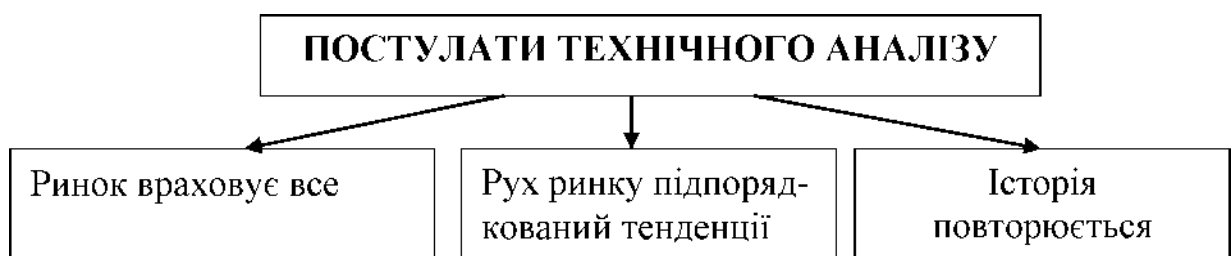 ПОСТУЛАТИ ТЕХНІЧНОГО АНАЛІЗУ
Ринок враховує все
Рух ринку підпоряд-
кований тенденції
Історія
повторюється